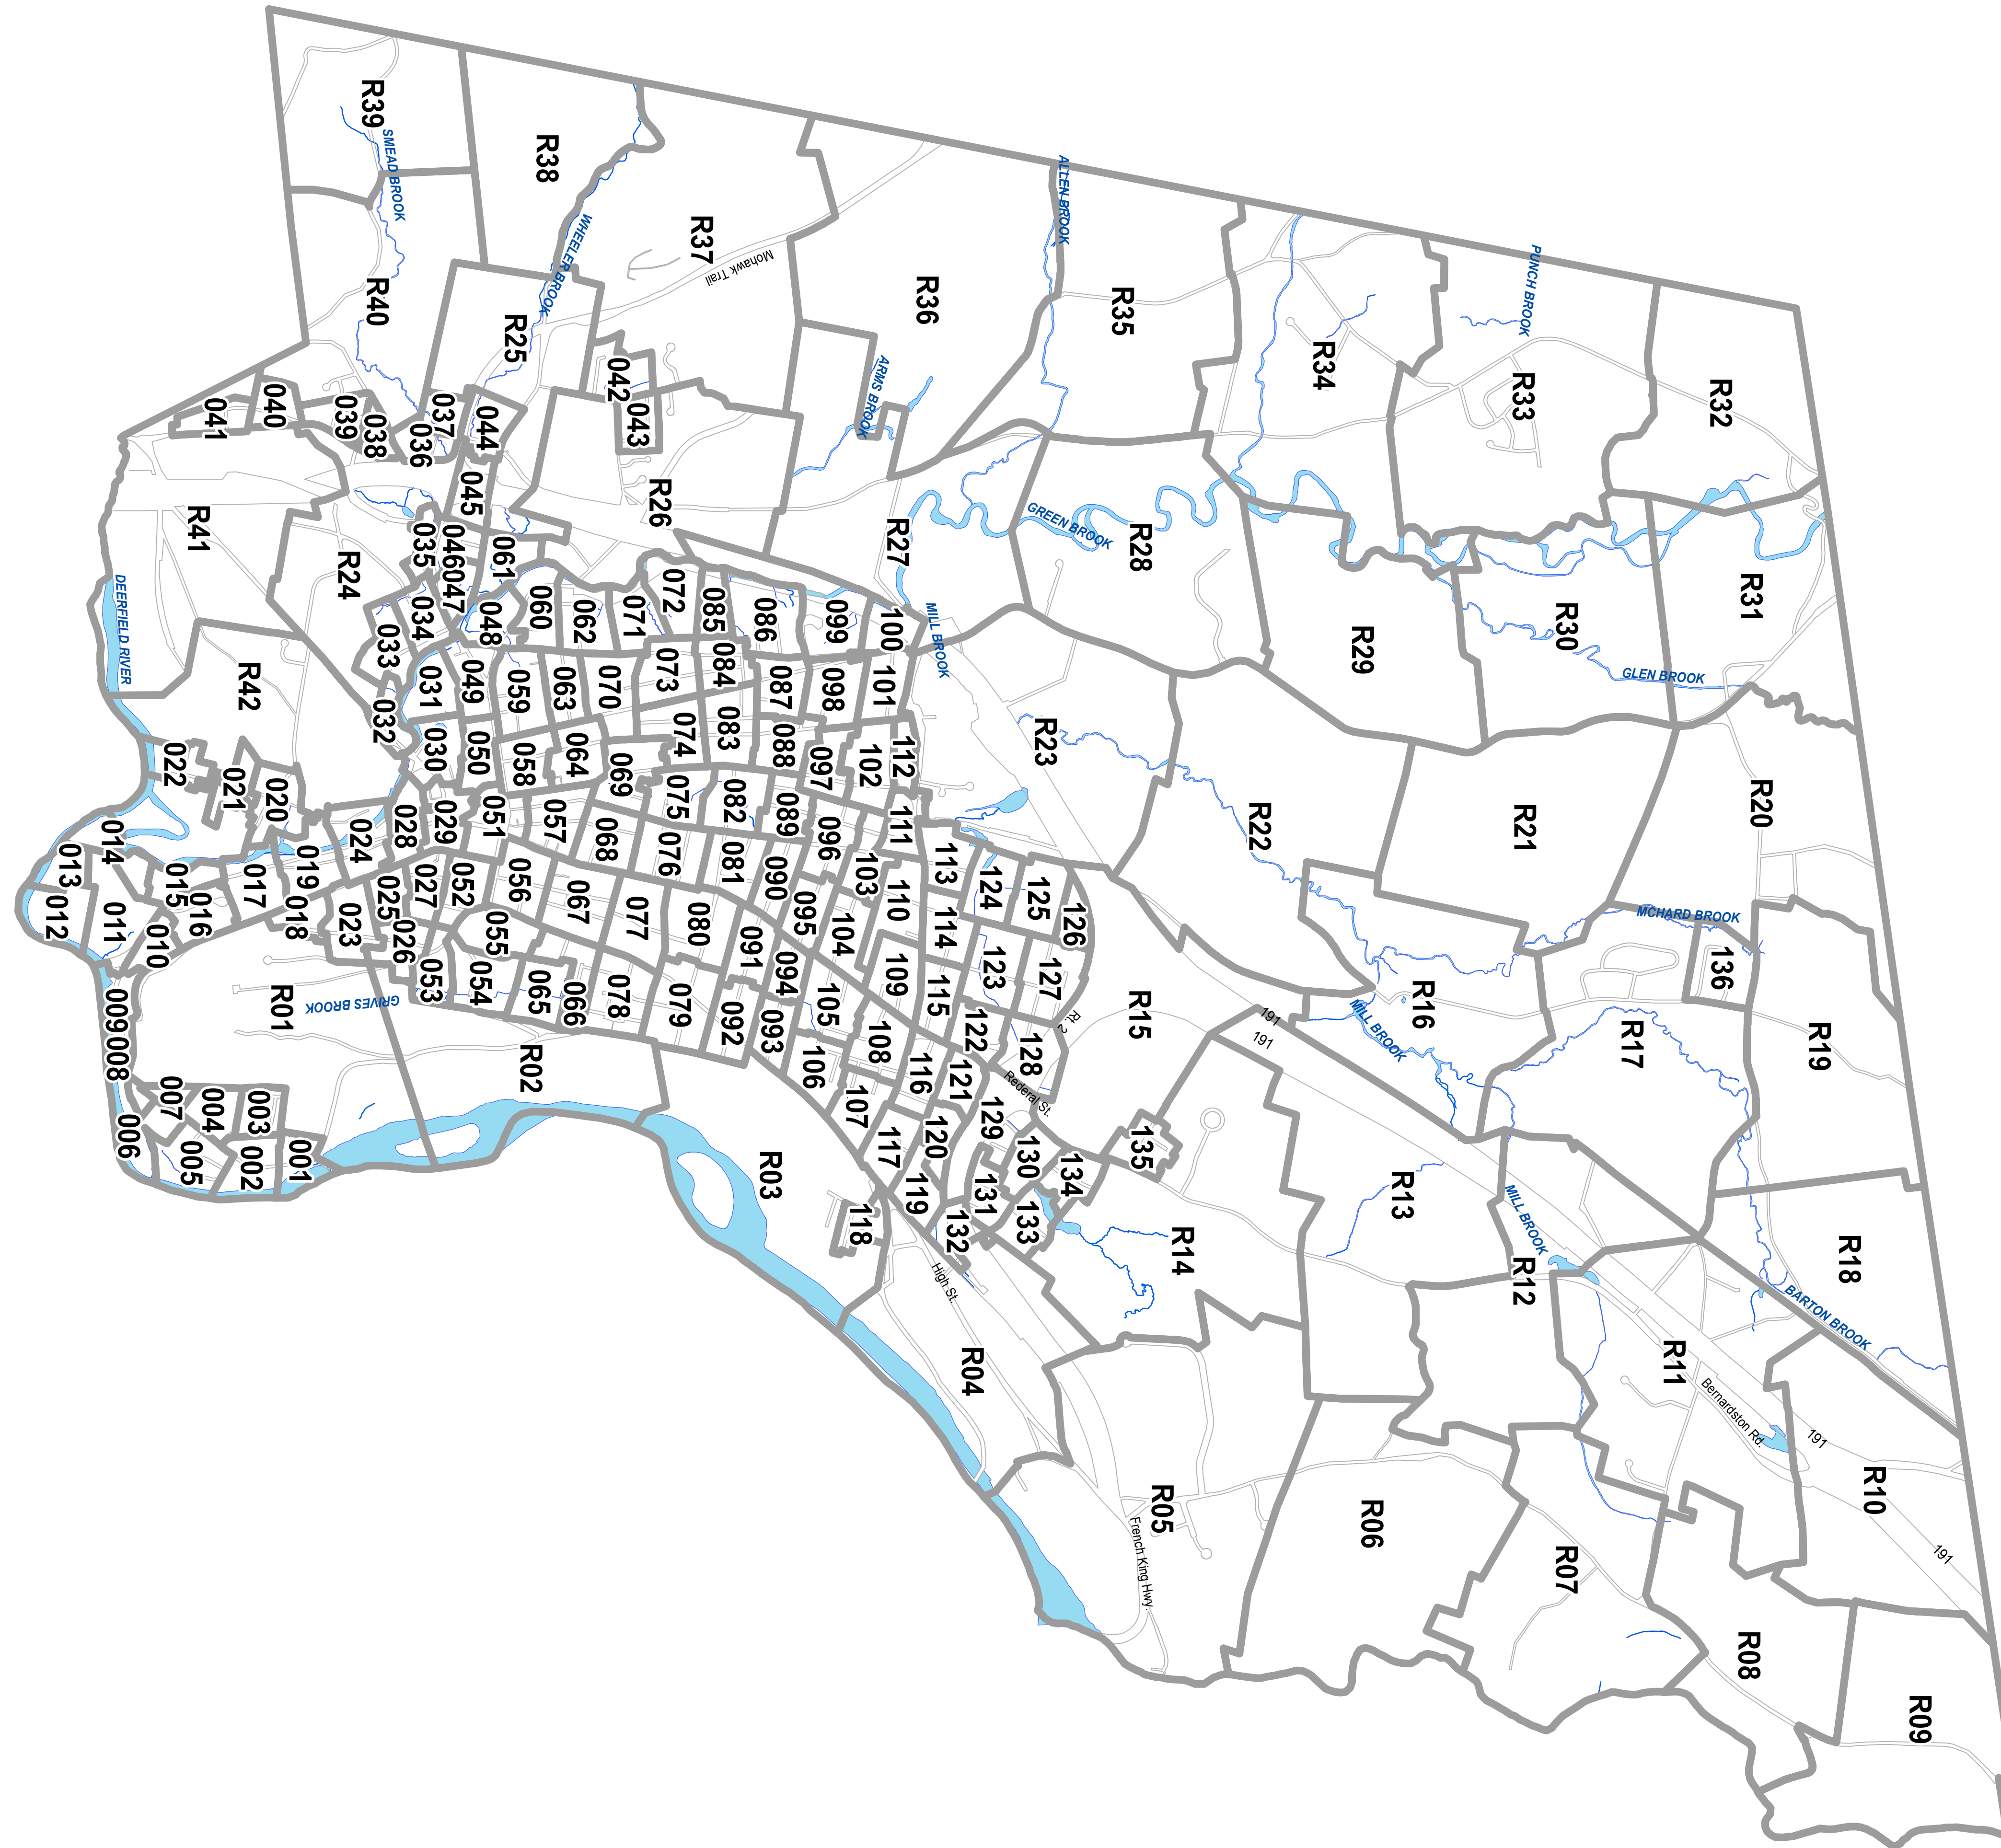 R39
SMEAD BROOK
R38
WHEELER BROOK
R37
Mohawk Trail
R36
ARMS BROOK
ALLEN BROOK
R35
R34
PUNCH BROOK
R33
R32
R40
R25
042
043
041
040
039
038
037
036
044
045
R26
R27
GREEN BROOK
R28
R29
R30
GLEN BROOK
R31
R41
DEERFIELD RIVER
R24
035
046
047
061
034
033
048
060
062
071
072
085
086
099
100
MILL BROOK
R42
032
031
049
059
063
070
073
084
087
098
101
030
050
058
064
069
074
083
088
097
102
112
R23
R22
R21
R20
022
021
020
028
029
051
057
068
075
082
089
096
111
014
013
015
016
017
019
018
024
023
025
027
052
056
067
076
081
090
103
113
124
125
126
MCHARD BROOK
136
012
011
010
026
053
055
054
065
066
077
078
080
079
091
095
104
110
114
123
127
009
008
R01
GRIVES BROOK
R02
092
094
093
105
109
115
122
128
Rt. 2
R15
191
191
MILL BROOK
R16
R17
R19
007
006
004
003
005
002
001
R03
106
108
107
116
121
Rederal St.
129
120
117
119
118
130
131
132
133
134
135
R14
R13
MILL BROOK
R12
R18
BARTON BROOK
High St.
R04
R11
Bernardston Rd.
191
R10
191
R05
French King Hwy.
R06
R07
R08
R09